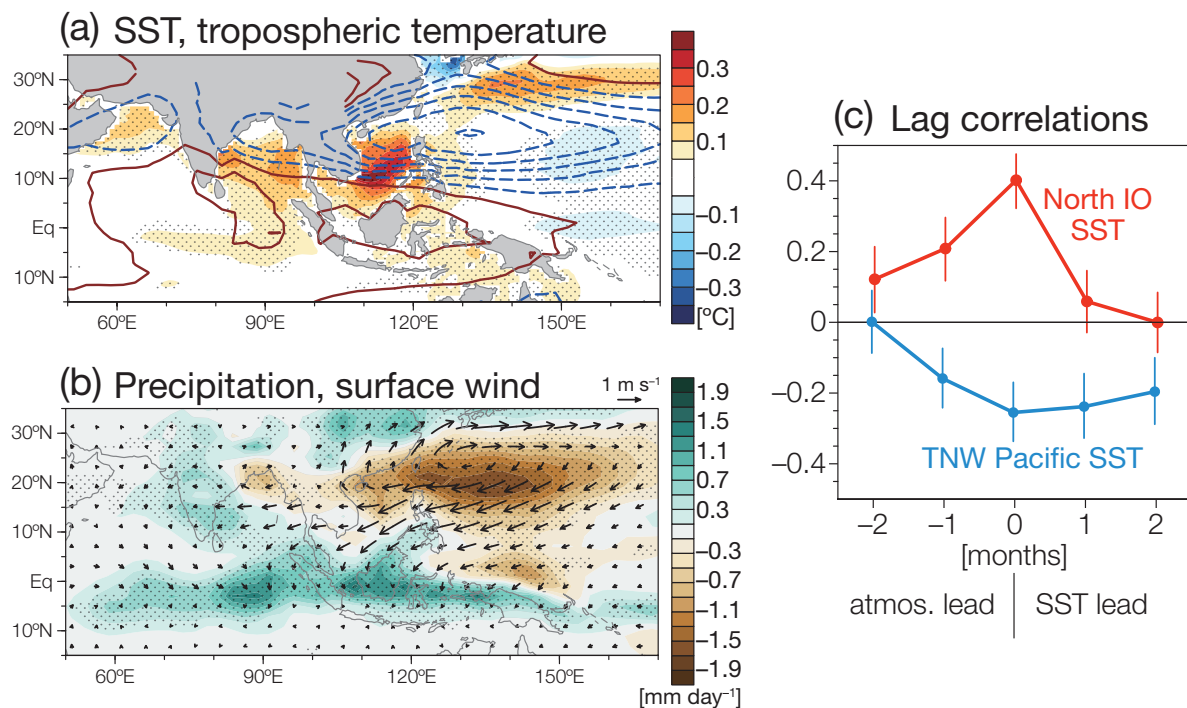 (a) SST, tropospheric temperature
30ºN
20ºN
10ºN
Eq
10ºN
60ºE
90ºE
120ºE
150ºE
0.3
0.2
0.1
–0.1
–0.2
–0.3
[ºC]
(b) Precipitation, surface wind
1 m s⁻¹
30ºN
20ºN
10ºN
Eq
10ºN
60ºE
90ºE
120ºE
150ºE
1.9
1.5
1.1
0.7
0.3
–0.3
–0.7
–1.1
–1.5
–1.9
[mm day⁻¹]
(c) Lag correlations
0.4
0.2
0
–0.2
–0.4
North IO
SST
TNW Pacific SST
–2
–1
0
1
2
[months]
atmos. lead
SST lead